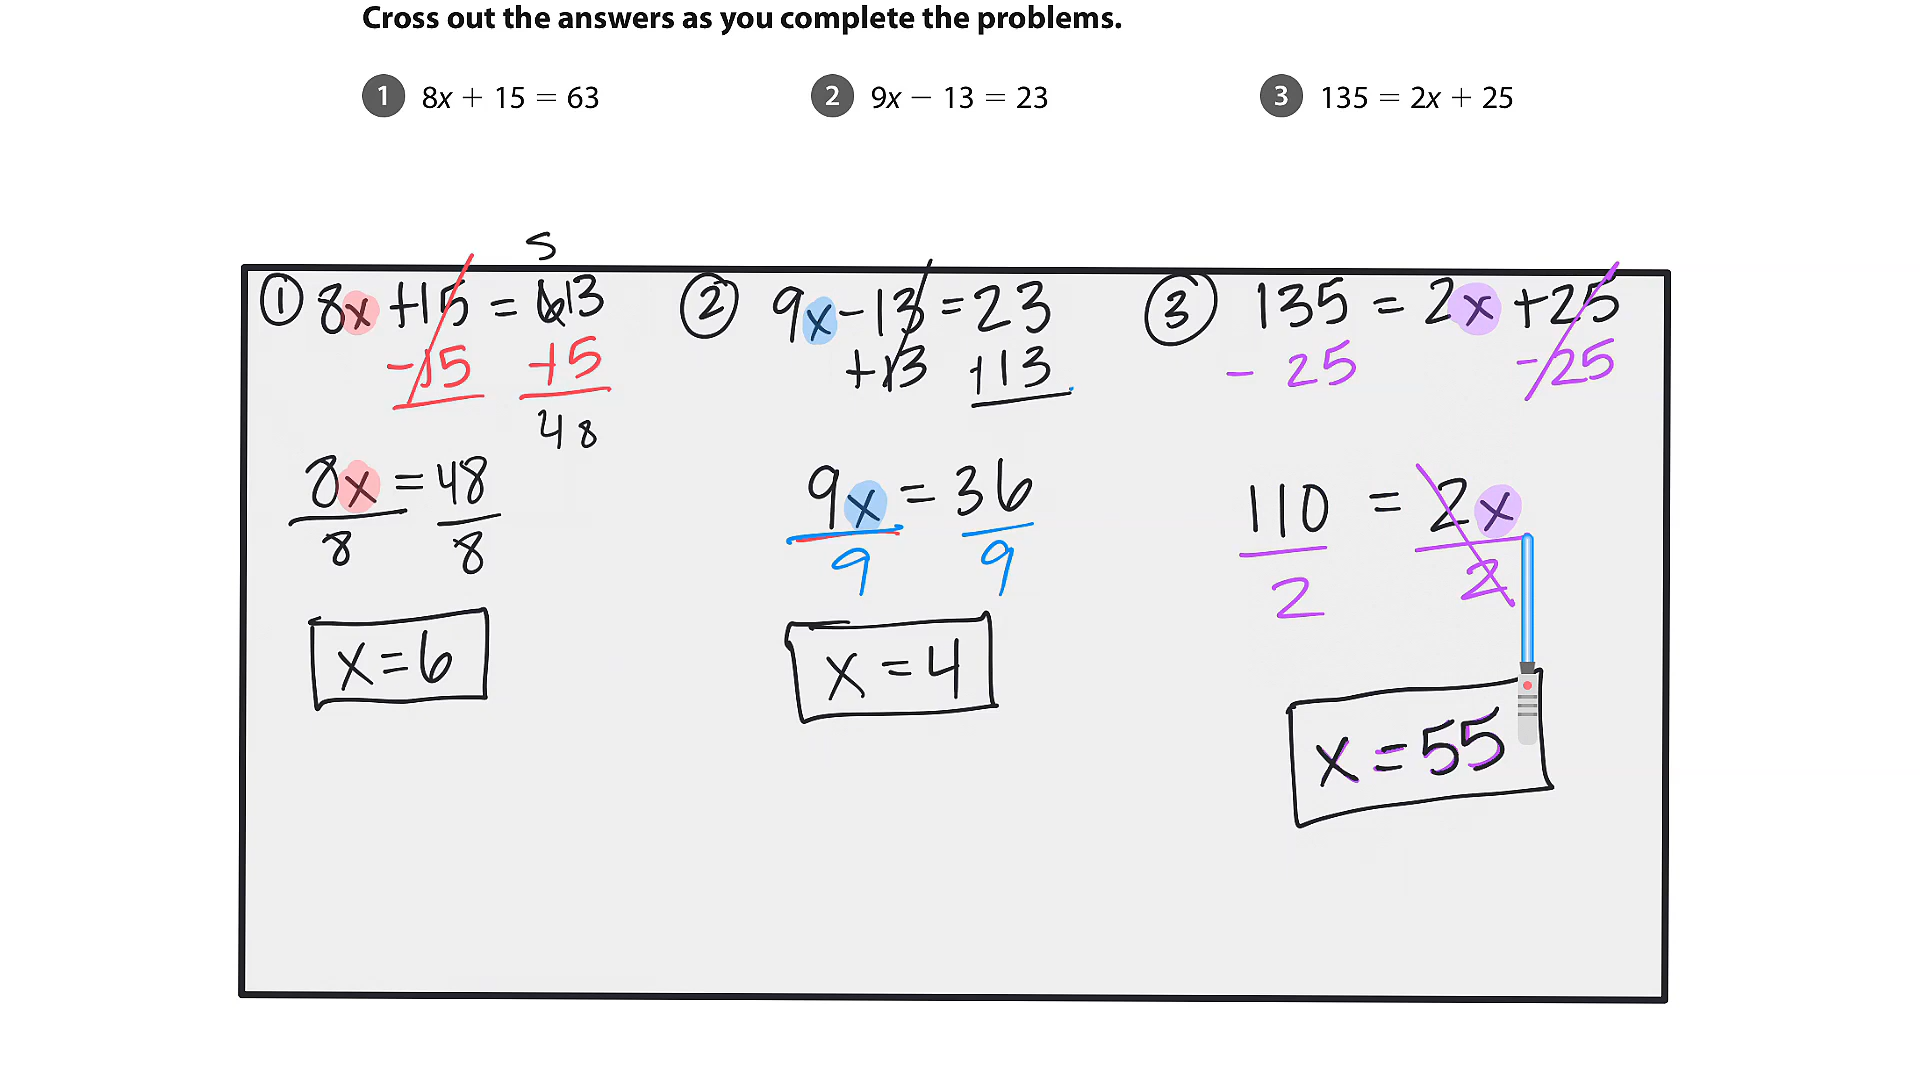 Cross out the answers as you complete the problems.
1 8x + 15 = 63
2 9x − 13 = 23
3 135 = 2x + 25
5
① 8x +15 = 613
-15 +5
48
8x = 48
8 8
x=6
② 9x-13=23
+13 +13
9x = 36
9 9
x=4
③ 135 = 2x +25
- 25 -25
110 = 2x
2 2
x=55